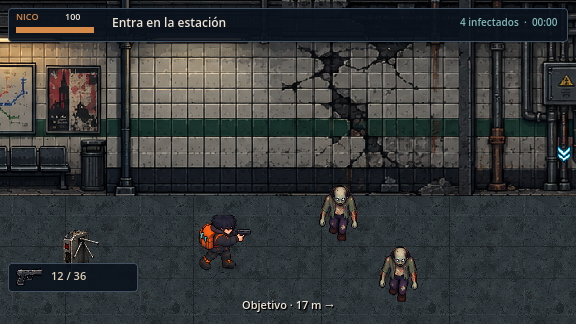 NICO 100
Entra en la estación
4 infectados · 00:00
12 / 36
Objetivo · 17 m →